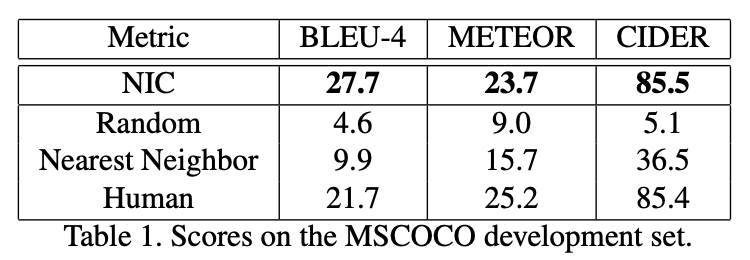 Metric BLEU-4 METEOR CIDER
NIC 27.7 23.7 85.5
Random 4.6 9.0 5.1
Nearest Neighbor 9.9 15.7 36.5
Human 21.7 25.2 85.4
Table 1. Scores on the MSCOCO development set.